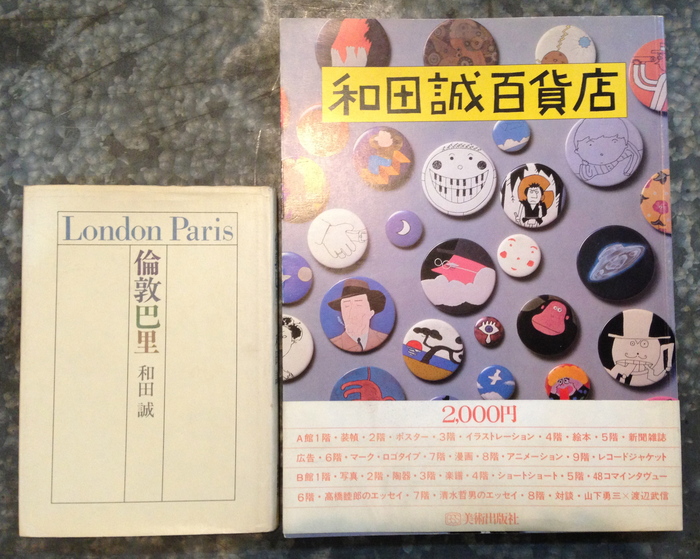 London Paris
倫敦巴里
和田誠
和田誠百貨店
2,000円
A館1階・装幀・2階・ポスター・3階・イラストレーション・4階・絵本・5階・新聞雑誌
広告・6階・マーク・ロゴタイプ・7階・漫画・8階・アニメーション・9階・レコードジャケット
B館1階・写真・2階・陶器・3階・楽譜・4階・ショートショート・5階・48コマインタヴュー
6階・高橋睦郎のエッセイ・7階・清水哲男のエッセイ・8階・対談・山下勇三×渡辺武信
美術出版社